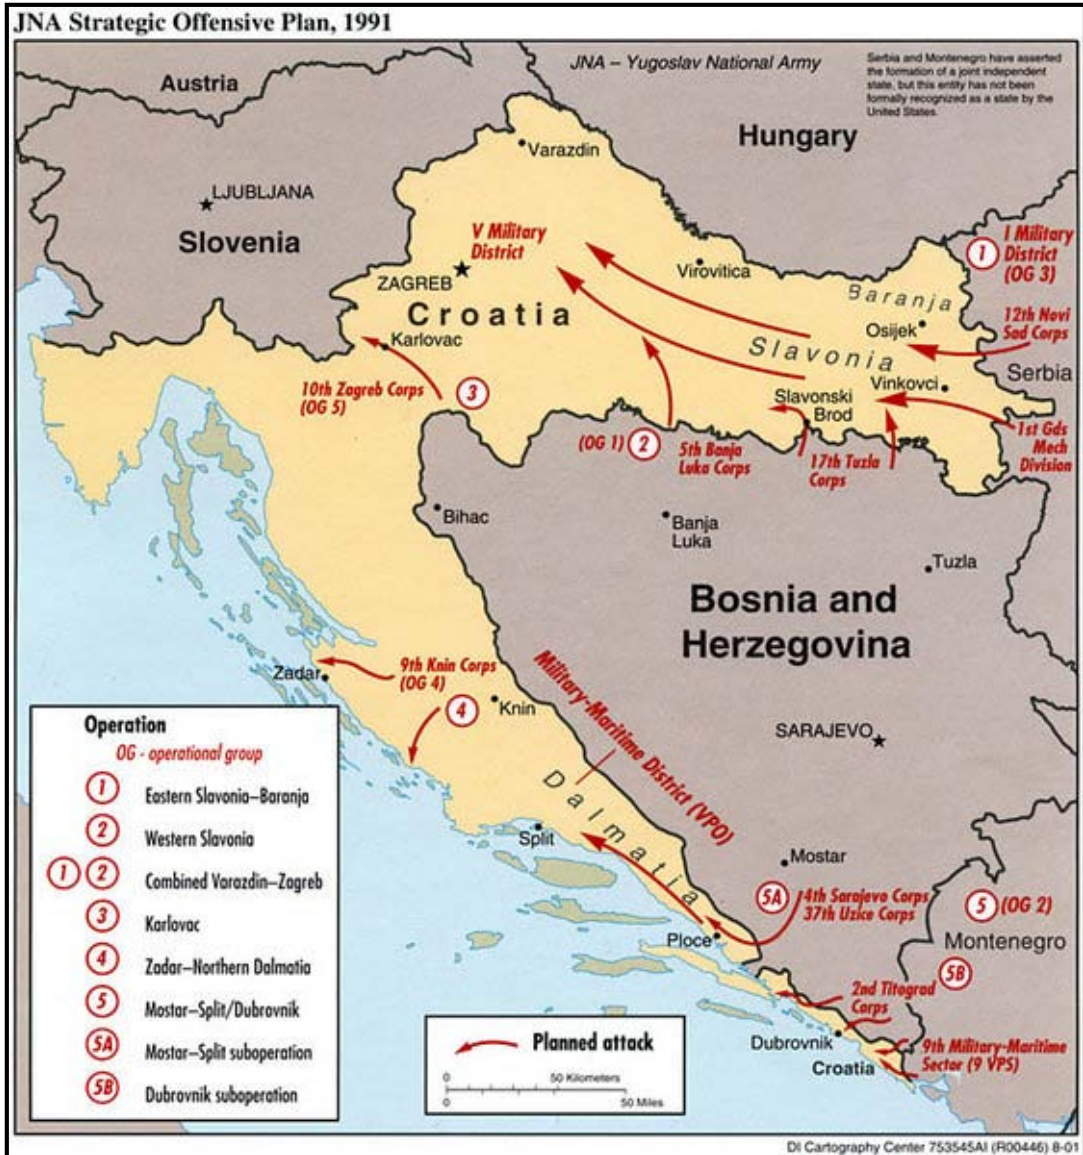 JNA Strategic Offensive Plan, 1991
Austria
JNA – Yugoslav National Army
Serbia and Montenegro have asserted
the formation of a joint independent
state, but this entity has not been
formally recognized as a state by the
United States.
Hungary
Varazdin
LJUBLJANA
Slovenia
V Military
District
ZAGREB
Croatia
Virovitica
1
I Military
District
(OG 3)
Baranja
Osijek
12th Novi
Sad Corps
Slavonia
Serbia
Karlovac
10th Zagreb Corps
(OG 5)
3
Vinkovci
Slavonski
Brod
(OG 1)
2
5th Banja
Luka Corps
17th Tuzla
Corps
1st Gds
Mech
Division
Bihac
Banja
Luka
Tuzla
Bosnia and
Herzegovina
Zadar
9th Knin Corps
(OG 4)
4
Knin
Military-Maritime District (VPO)
SARAJEVO
Dalmatia
Split
Mostar
5A
4th Sarajevo Corps
37th Uzice Corps
5
(OG 2)
Montenegro
5B
Ploce
2nd Titograd
Corps
Dubrovnik
Croatia
9th Military-Maritime
Sector (9 VPS)
Operation
OG - operational group
1 Eastern Slavonia–Baranja
2 Western Slavonia
1 2 Combined Varazdin–Zagreb
3 Karlovac
4 Zadar–Northern Dalmatia
5 Mostar–Split/Dubrovnik
5A Mostar–Split suboperation
5B Dubrovnik suboperation
Planned attack
0 50 Kilometers
0 50 Miles
DI Cartography Center 753545AI (R00446) 8-01